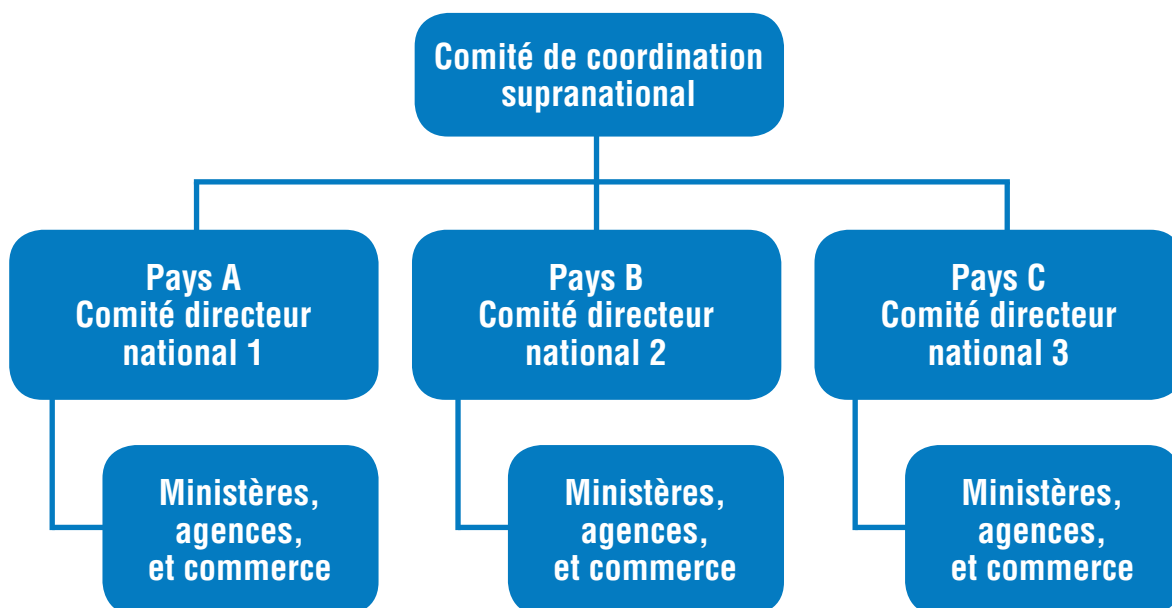 Comité de coordination
supranational
Pays A
Comité directeur
national 1
Pays B
Comité directeur
national 2
Pays C
Comité directeur
national 3
Ministères,
agences,
et commerce
Ministères,
agences,
et commerce
Ministères,
agences,
et commerce